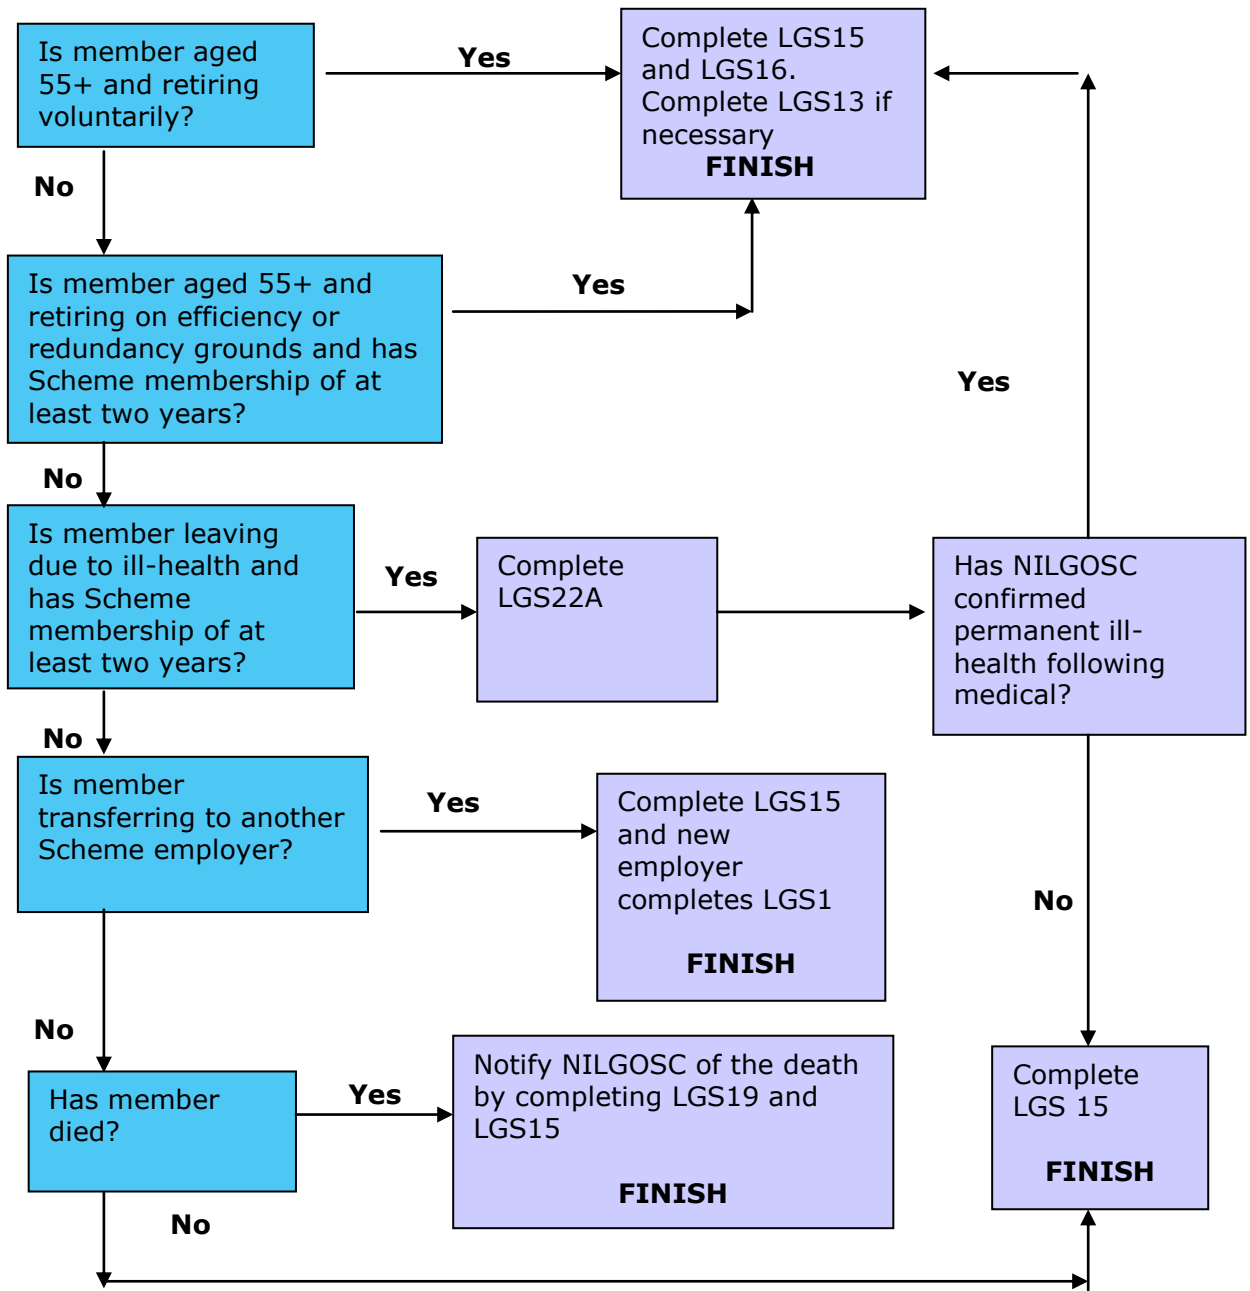 Is member aged
55+ and retiring
voluntarily?
Yes
Complete LGS15
and LGS16.
Complete LGS13 if
necessary
FINISH
No
Is member aged 55+ and
retiring on efficiency or
redundancy grounds and has
Scheme membership of at
least two years?
Yes
Yes
No
Is member leaving
due to ill-health and
has Scheme
membership of at
least two years?
Yes
Complete
LGS22A
Has NILGOSC
confirmed
permanent ill-
health following
medical?
No
Is member
transferring to another
Scheme employer?
Yes
Complete LGS15
and new
employer
completes LGS1
FINISH
No
No
Has member
died?
Yes
Notify NILGOSC of the death
by completing LGS19 and
LGS15
FINISH
Complete
LGS 15
FINISH
No